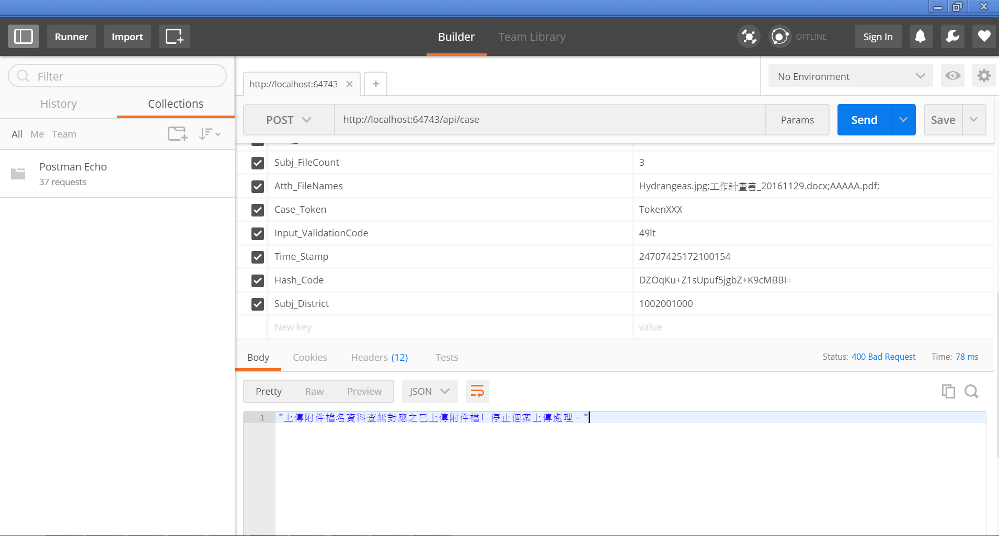 Runner Import Builder Team Library OFFLINE Sign In
Filter
History Collections
All Me Team
Postman Echo
37 requests
http://localhost:64743 No Environment
POST http://localhost:64743/api/case Params Send Save
Subj_FileCount 3
Atth_FileNames Hydrangeas.jpg;工作計畫書_20161129.docx;AAAAA.pdf;
Case_Token TokenXXX
Input_ValidationCode 49lt
Time_Stamp 24707425172100154
Hash_Code DZOqKu+Z1sUpuf5jgbZ+K9cMBBI=
Subj_District 1002001000
New key value
Body Cookies Headers (12) Tests Status: 400 Bad Request Time: 78 ms
Pretty Raw Preview JSON
1 "上傳附件檔名資料查無對應之已上傳附件檔! 停止個案上傳處理。"